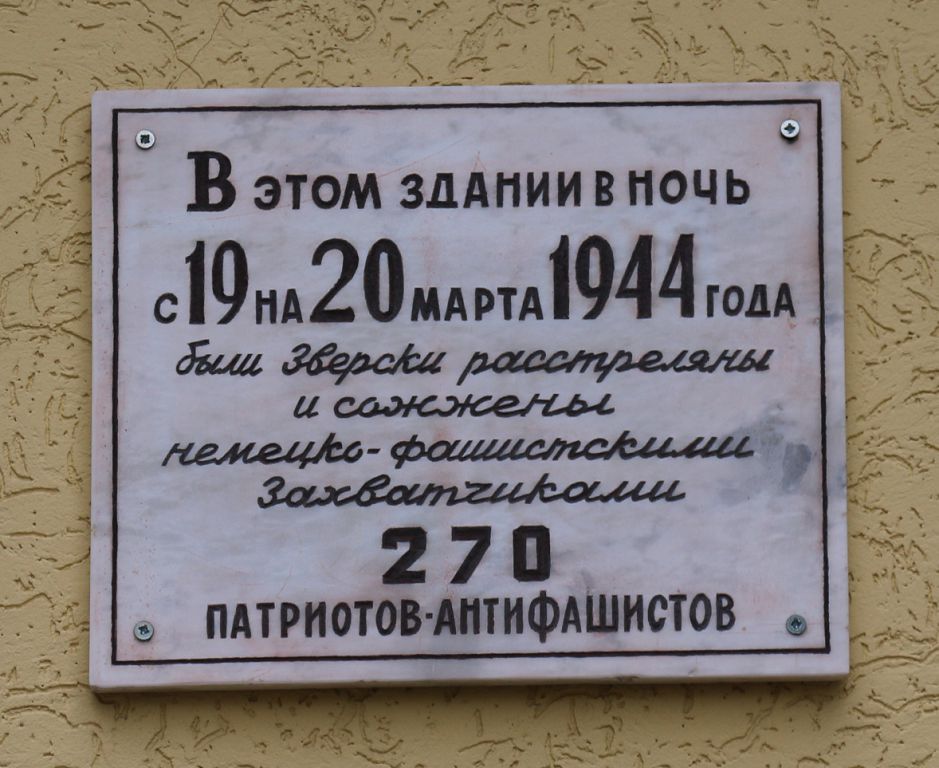 В этом здании в ночь
с 19 на 20 марта 1944 года
были зверски расстреляны
и сожжены
немецко-фашистскими
захватчиками
270
ПАТРИОТОВ-АНТИФАШИСТОВ